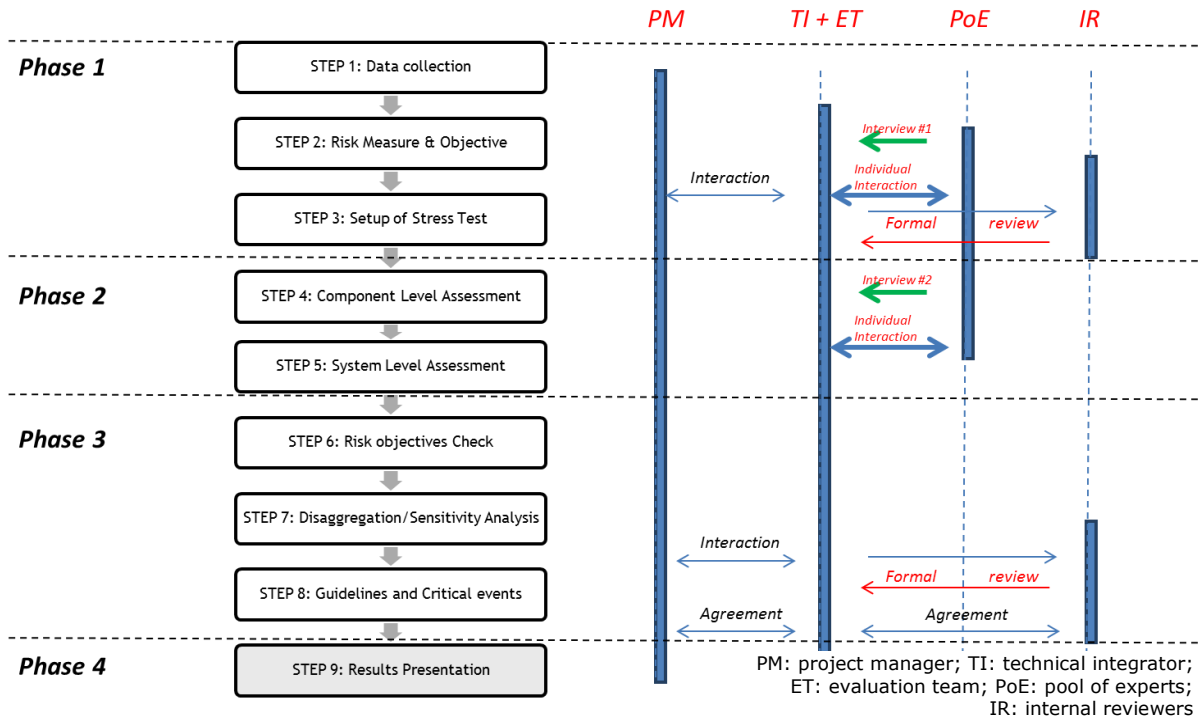 PM TI + ET PoE IR
Phase 1
STEP 1: Data collection
STEP 2: Risk Measure & Objective
Interview #1
Interaction
Individual
Interaction
STEP 3: Setup of Stress Test
Formal review
Phase 2
STEP 4: Component Level Assessment
Interview #2
Individual
Interaction
STEP 5: System Level Assessment
Phase 3
STEP 6: Risk objectives Check
STEP 7: Disaggregation/Sensitivity Analysis
Interaction
STEP 8: Guidelines and Critical events
Formal review
Agreement Agreement
Phase 4
STEP 9: Results Presentation
PM: project manager; TI: technical integrator;
ET: evaluation team; PoE: pool of experts;
IR: internal reviewers